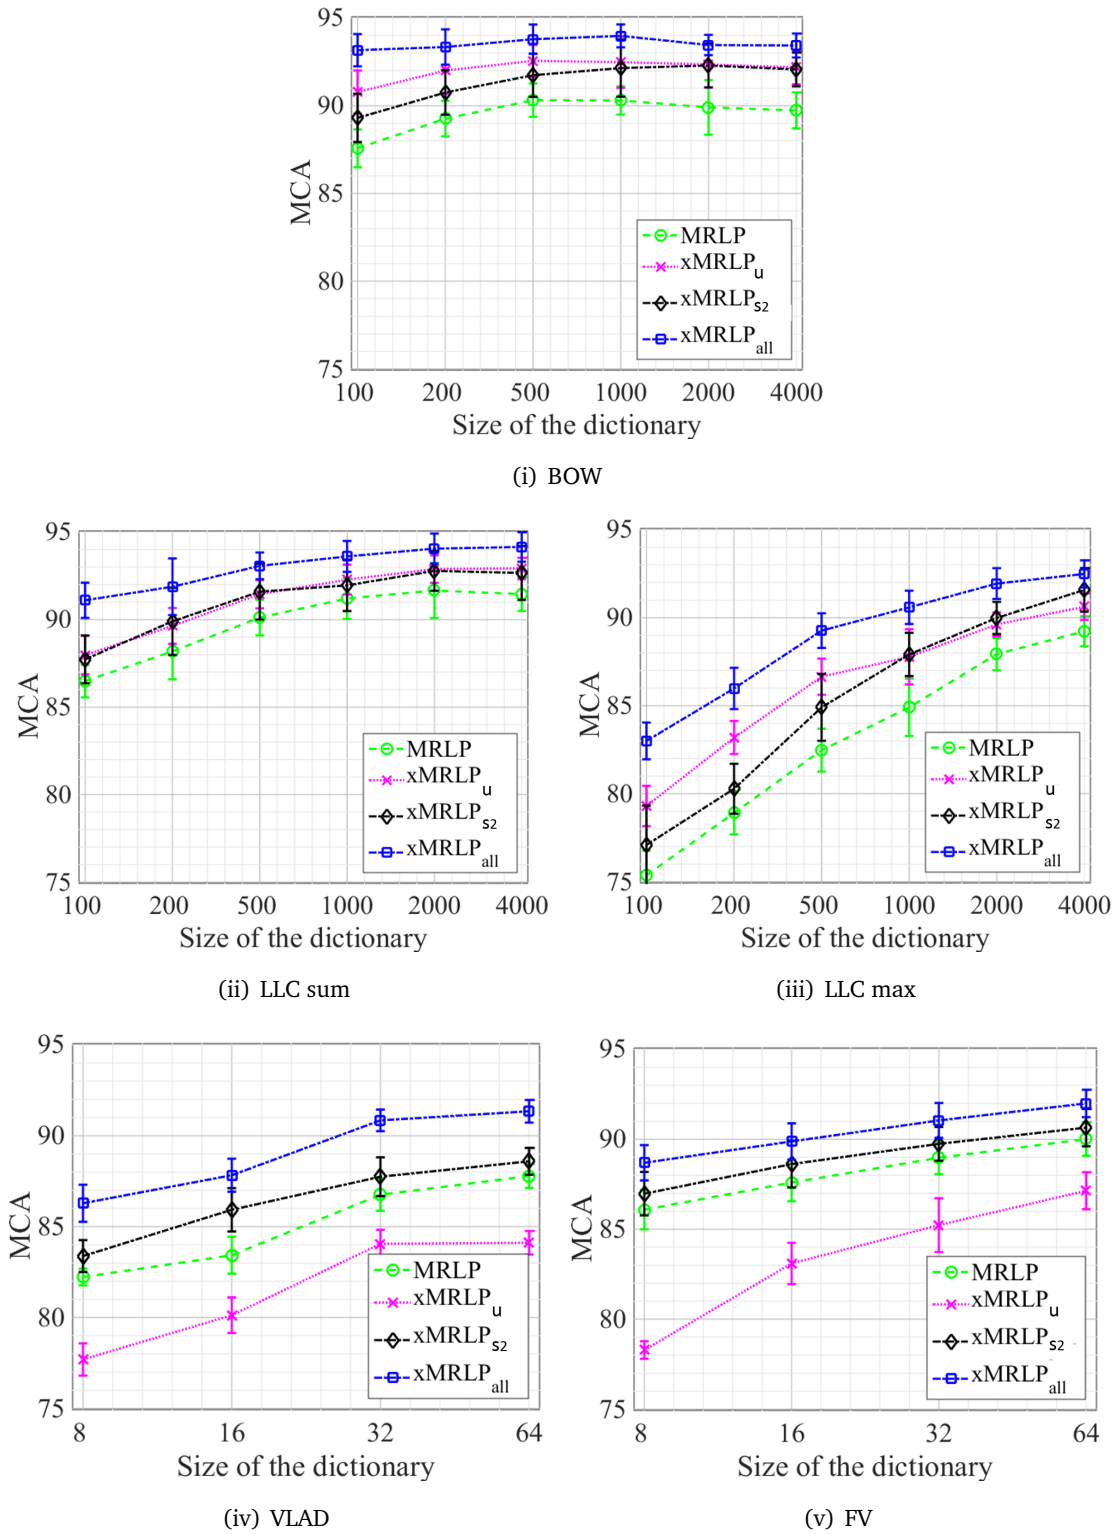 95
90
85
80
75
MCA
MRLP
xMRLPu
xMRLPs2
xMRLPall
100 200 500 1000 2000 4000
Size of the dictionary
(i) BOW
95
90
85
80
75
MCA
MRLP
xMRLPu
xMRLPs2
xMRLPall
100 200 500 1000 2000 4000
Size of the dictionary
(ii) LLC sum
95
90
85
80
75
MCA
MRLP
xMRLPu
xMRLPs2
xMRLPall
100 200 500 1000 2000 4000
Size of the dictionary
(iii) LLC max
95
90
85
80
75
MCA
MRLP
xMRLPu
xMRLPs2
xMRLPall
8 16 32 64
Size of the dictionary
(iv) VLAD
95
90
85
80
75
MCA
MRLP
xMRLPu
xMRLPs2
xMRLPall
8 16 32 64
Size of the dictionary
(v) FV